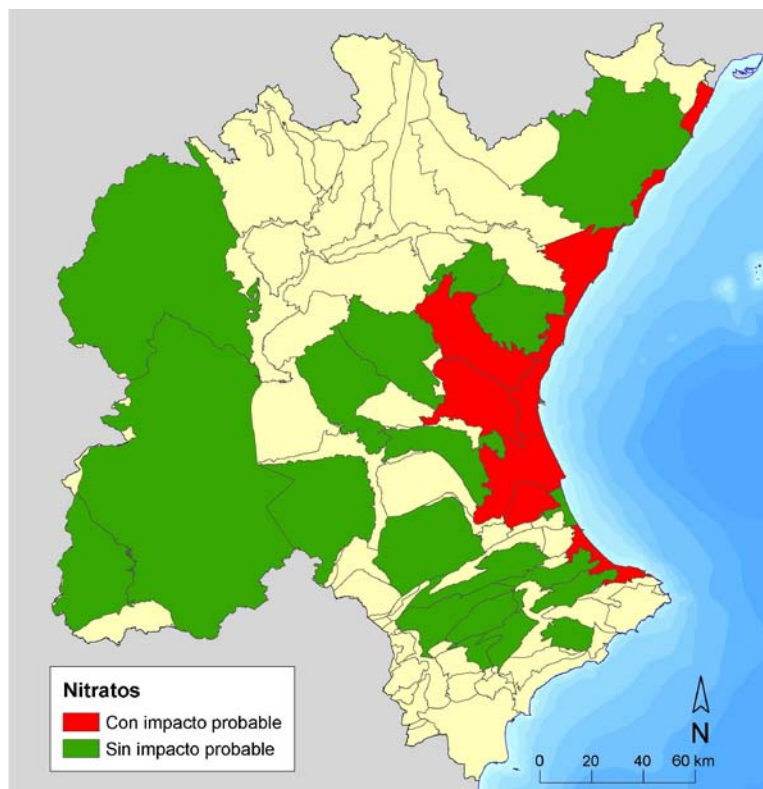 Nitratos
Con impacto probable
Sin impacto probable
N
0 20 40 60 km